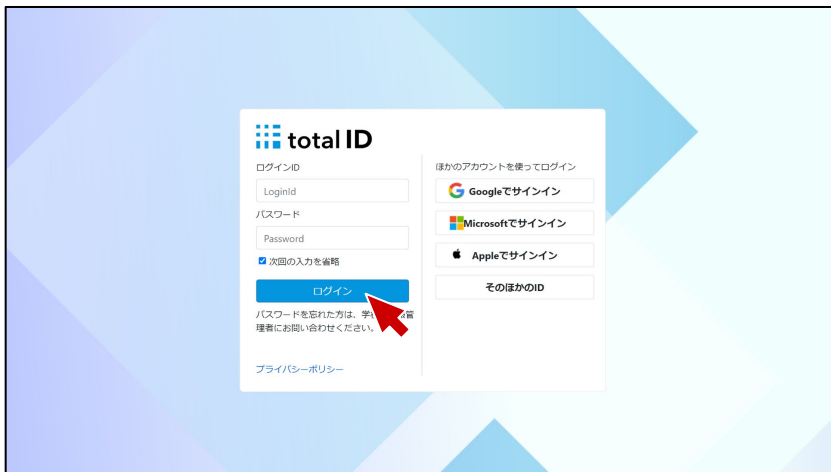 total ID
ログインID
LoginId
パスワード
Password
次回の入力を省略
ログイン
パスワードを忘れた方は、学 管
理者にお問い合わせください。
プライバシーポリシー
ほかのアカウントを使ってログイン
Googleでサインイン
Microsoftでサインイン
Appleでサインイン
そのほかのID